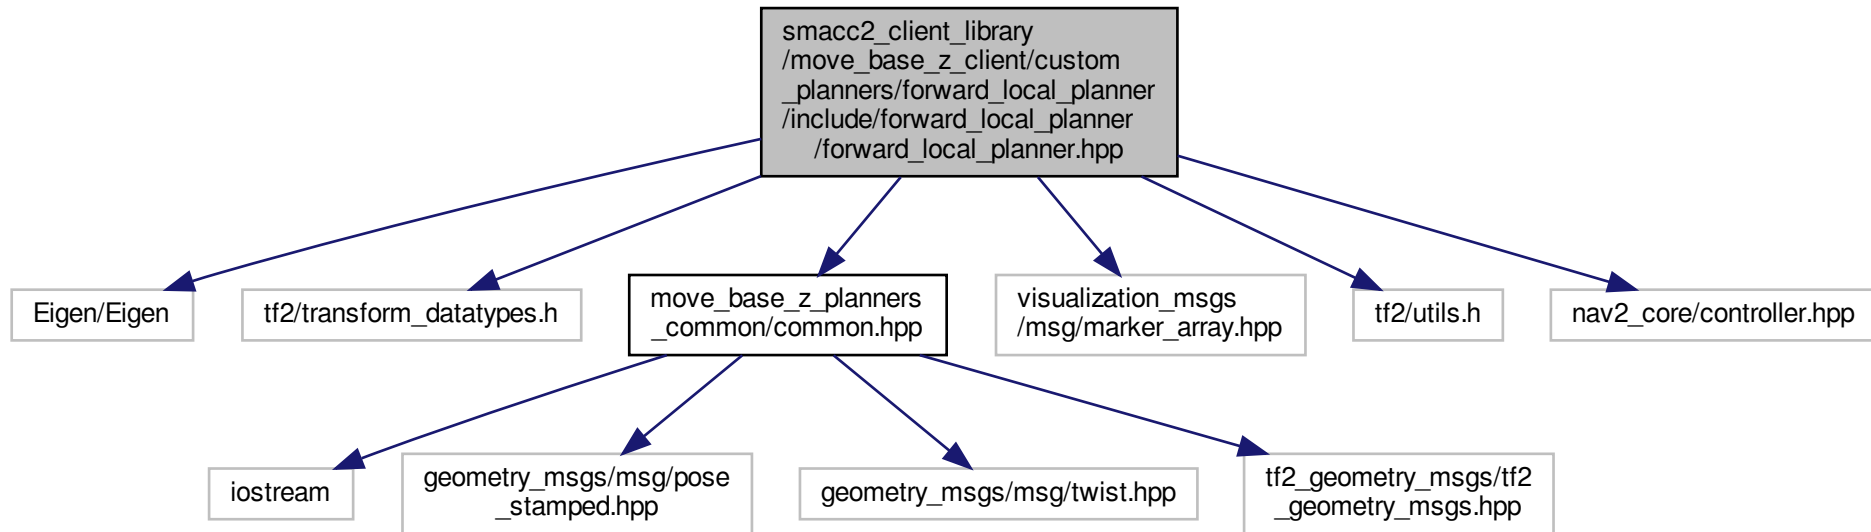 smacc2_client_library
/move_base_z_client/custom
_planners/forward_local_planner
/include/forward_local_planner
/forward_local_planner.hpp
Eigen/Eigen
tf2/transform_datatypes.h
move_base_z_planners
_common/common.hpp
visualization_msgs
/msg/marker_array.hpp
tf2/utils.h
nav2_core/controller.hpp
iostream
geometry_msgs/msg/pose
_stamped.hpp
geometry_msgs/msg/twist.hpp
tf2_geometry_msgs/tf2
_geometry_msgs.hpp